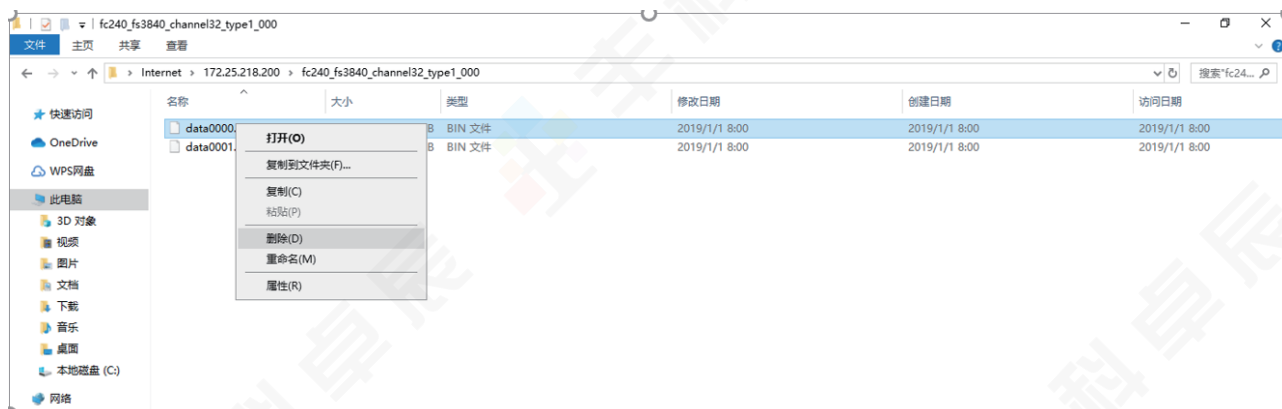 fc240_fs3840_channel32_type1_000
文件 主页 共享 查看
Internet 172.25.218.200 fc240_fs3840_channel32_type1_000 搜索"fc24...
名称 大小 类型 修改日期 创建日期 访问日期
快速访问
OneDrive
WPS网盘
此电脑
3D 对象
视频
图片
文档
下载
音乐
桌面
本地磁盘 (C:)
网络
data0000. B BIN 文件 2019/1/1 8:00 2019/1/1 8:00 2019/1/1 8:00
data0001. B BIN 文件 2019/1/1 8:00 2019/1/1 8:00 2019/1/1 8:00
打开(O)
复制到文件夹(F)...
复制(C)
粘贴(P)
删除(D)
重命名(M)
属性(R)
科卓辰